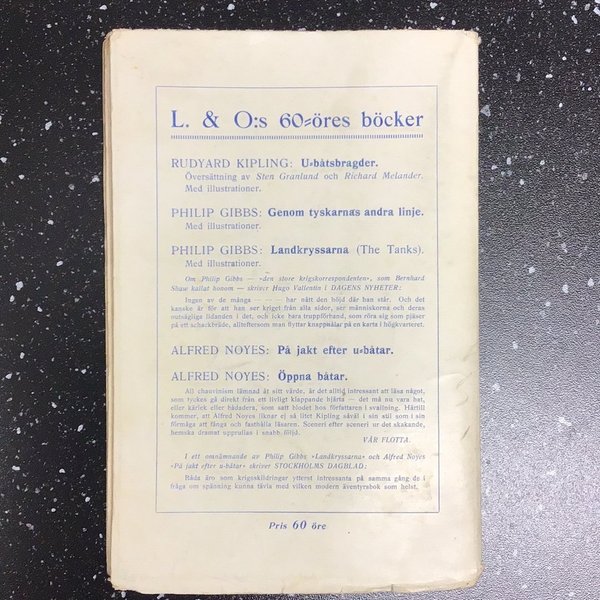 L. & O:s 60-öres böcker
RUDYARD KIPLING: U-båtsbragder.
Översättning av Sten Granlund och Richard Melander.
Med illustrationer.
PHILIP GIBBS: Genom tyskarnas andra linje.
Med illustrationer.
PHILIP GIBBS: Landkryssarna (The Tanks).
Med illustrationer.
Om Philip Gibbs — »den store krigskorrespondenten», som Bernhard
Shaw kallat honom — skriver Hugo Vallentin i DAGENS NYHETER:
Ingen av de många — — — har nått den höjd där han står. Och det
kanske är för att han ser kriget från alla sidor, ser människorna och deras
outsägliga lidanden i det, och icke bara truppförband, som röra sig som pjäser
på ett schackbräde, allteftersom man flyttar knappnålar på en karta i högkvarteret.
ALFRED NOYES: På jakt efter u-båtar.
ALFRED NOYES: Öppna båtar.
All chauvinism lämnad åt sitt värde, är det alltid intressant att läsa något,
som tyckes gå direkt från ett livligt klappande hjärta — det må nu vara hat,
eller kärlek eller hådadera, som satt blodet hos författaren i svallning. Härtill
kommer, att Alfred Noyes liknar ej så litet Kipling såväl i sin stil som i sin
förmåga att fånga och fasthålla läsaren. Sceneri efter sceneri ur det skakande,
hemska dramat upprullas i snabb följd.
VÅR FLOTTA.
I ett omnämnande av Philip Gibbs »Landkryssarna» och Alfred Noyes
»På jakt efter u-båtar» skriver STOCKHOLMS DAGBLAD:
Båda äro som krigsskildringar ytterst intressanta på samma gång de i
fråga om spänning kunna tävla med vilken modern äventyrsbok som helst.
Pris 60 öre